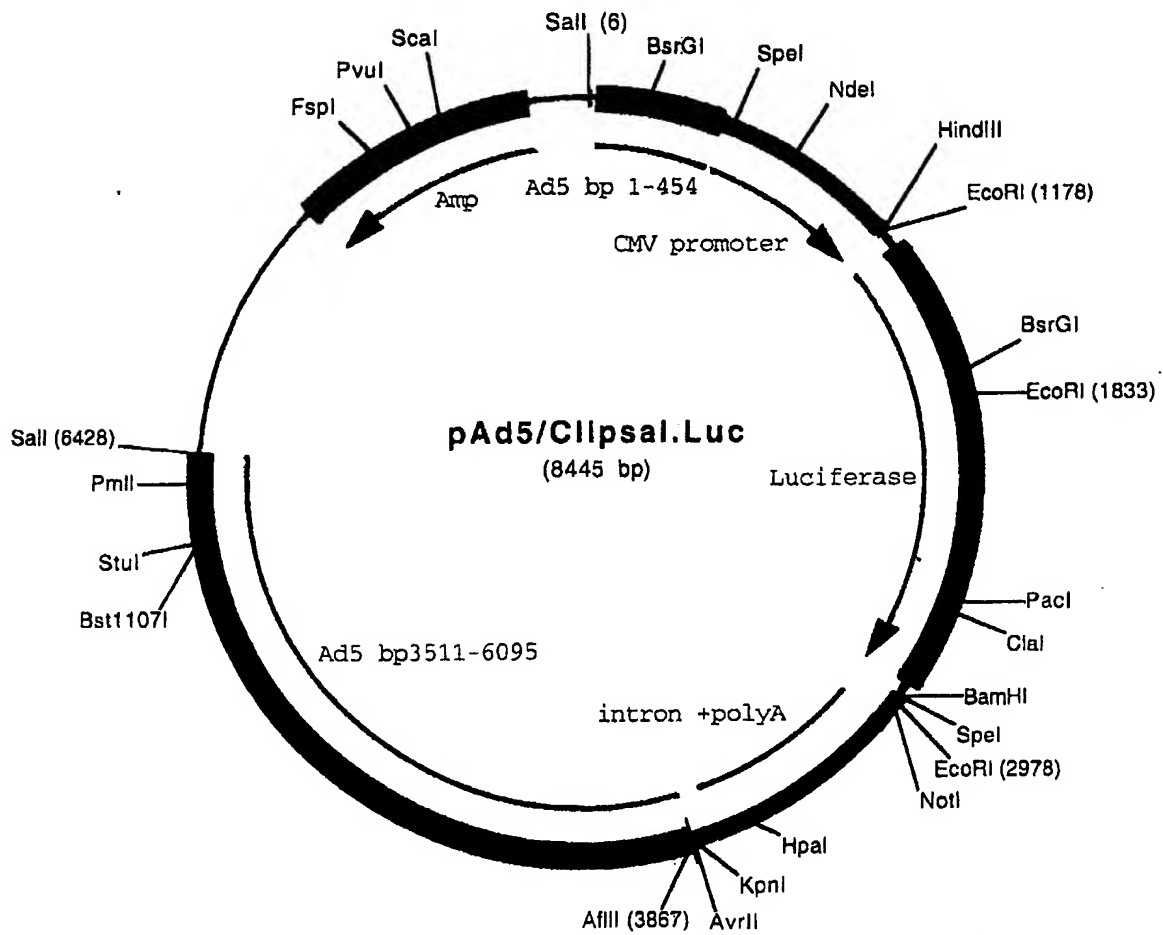 SalI (6)
BsrGI
SpeI
NdeI
HindIII
EcoRI (1178)
BsrGI
EcoRI (1833)
PacI
ClaI
BamHI
SpeI
EcoRI (2978)
NotI
HpaI
KpnI
AvrII
AflII (3867)
Bst1107I
StuI
PmlI
SalI (6428)
FspI
PvuI
ScaI
Amp
Ad5 bp 1-454
CMV promoter
Luciferase
intron +polyA
Ad5 bp3511-6095
pAd5/Clipsal.Luc
(8445 bp)